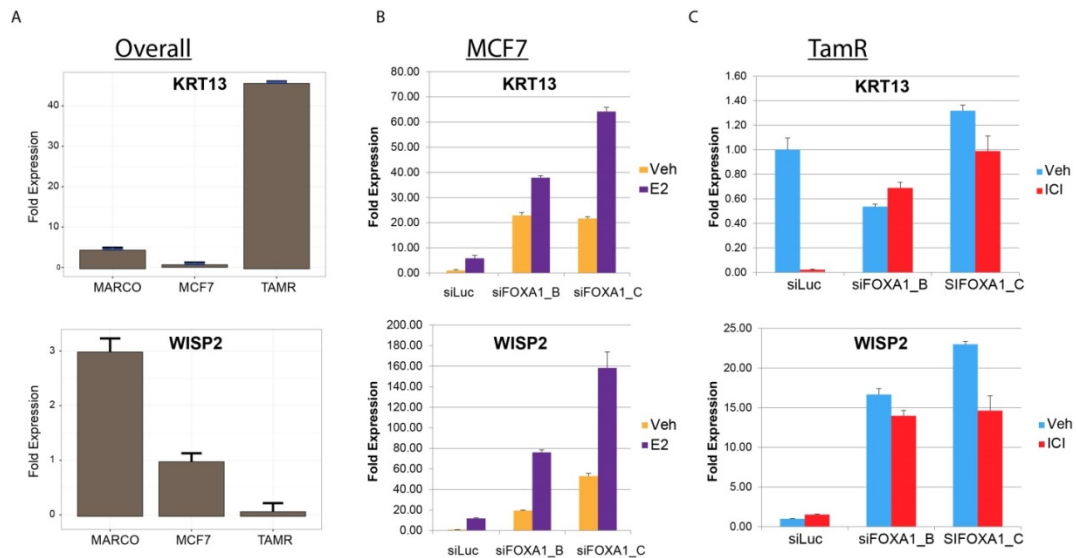 A
B
C
Overall
MCF7
TamR
KRT13
Fold Expression
40
30
20
10
0
MARCO MCF7 TAMR
KRT13
Fold Expression
80.00
70.00
60.00
50.00
40.00
30.00
20.00
10.00
0.00
siLuc siFOXA1_B siFOXA1_C
Veh
E2
KRT13
Fold Expression
1.60
1.40
1.20
1.00
0.80
0.60
0.40
0.20
0.00
siLuc siFOXA1_B SIFOXA1_C
Veh
ICI
WISP2
Fold Expression
3
2
1
0
MARCO MCF7 TAMR
WISP2
Fold Expression
200.00
180.00
160.00
140.00
120.00
100.00
80.00
60.00
40.00
20.00
0.00
siLuc siFOXA1_B siFOXA1_C
Veh
E2
WISP2
Fold Expression
25.00
20.00
15.00
10.00
5.00
0.00
siLuc siFOXA1_B SIFOXA1_C
Veh
ICI